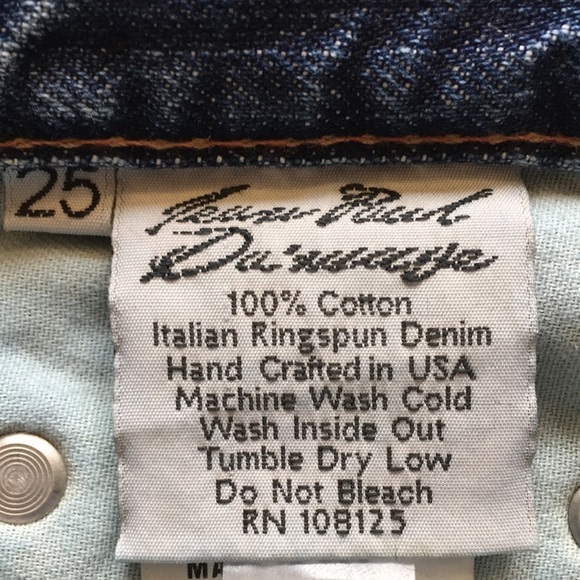 25
100% Cotton
Italian Ringspun Denim
Hand Crafted in USA
Machine Wash Cold
Wash Inside Out
Tumble Dry Low
Do Not Bleach
RN 108125